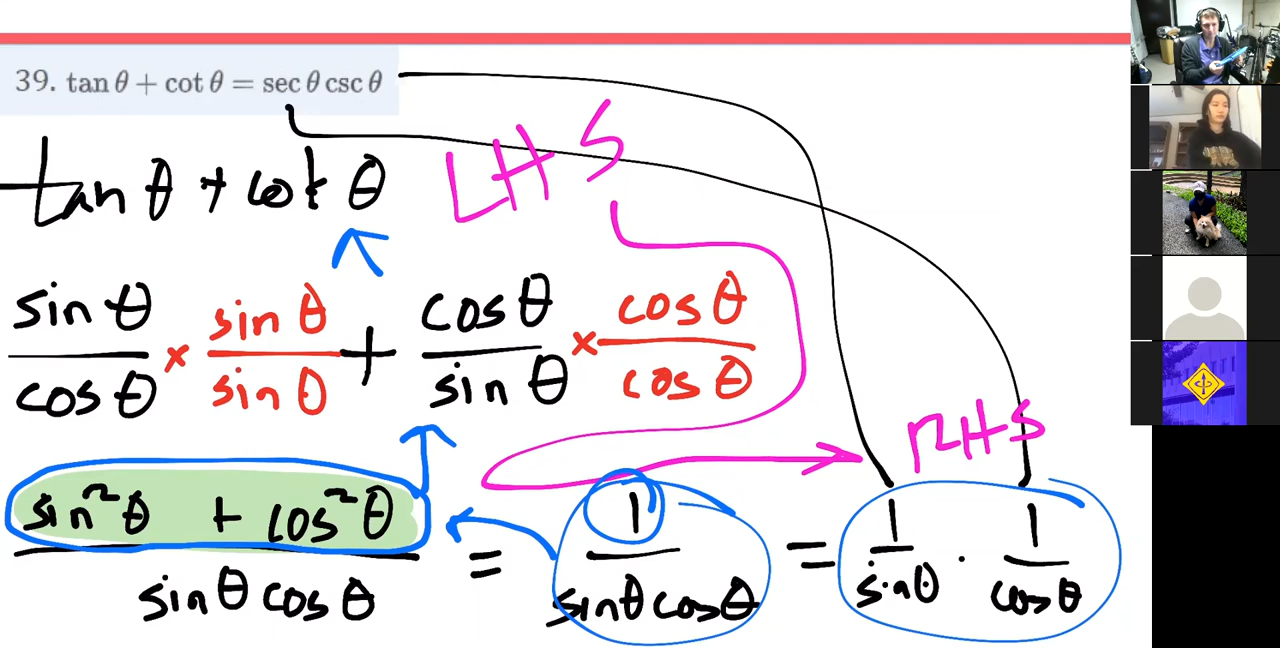 39. tan θ + cot θ = sec θ csc θ
LHS
tan θ + cot θ
sin θ / cos θ × sin θ / sin θ + cos θ / sin θ × cos θ / cos θ
RHS
sin²θ + cos²θ / sin θ cos θ = 1 / sin θ cos θ = 1 / sin θ · 1 / cos θ